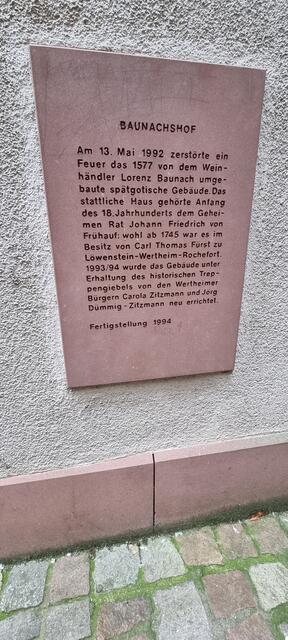 BAUNACHSHOF
Am 13. Mai 1992 zerstörte ein
Feuer das 1577 von dem Wein-
händler Lorenz Baunach umge-
baute spätgotische Gebäude. Das
stattliche Haus gehörte Anfang
des 18. Jahrhunderts dem Gehei-
men Rat Johann Friedrich von
Frühauf: wohl ab 1745 war es im
Besitz von Carl Thomas Fürst zu
Löwenstein-Wertheim-Rochefort.
1993/94 wurde das Gebäude unter
Erhaltung des historischen Trep-
pengiebels von den Wertheimer
Bürgern Carola Zitzmann und Jörg
Dümmig-Zitzmann neu errichtet.
Fertigstellung 1994